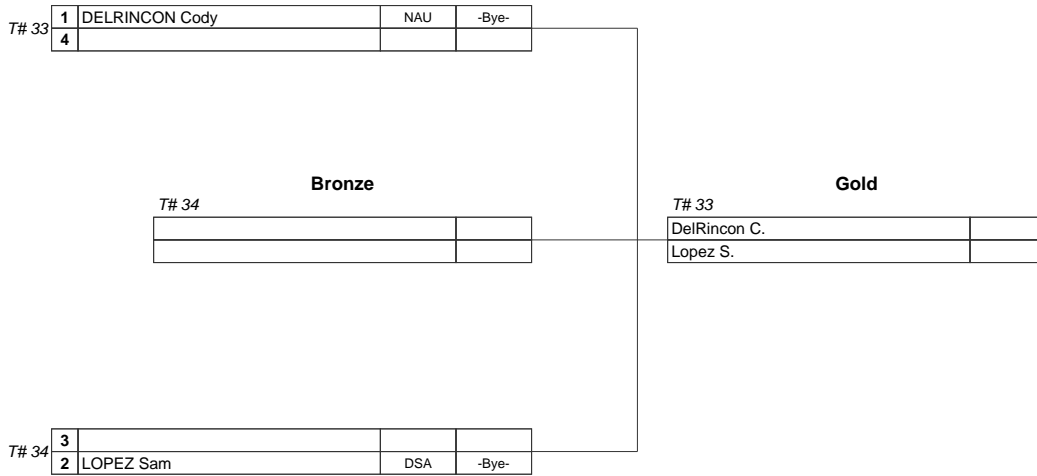 T# 33 1 DELRINCON Cody NAU -Bye-
4
Bronze
T# 34
Gold
T# 33
DelRincon C.
Lopez S.
T# 34 3
2 LOPEZ Sam DSA -Bye-